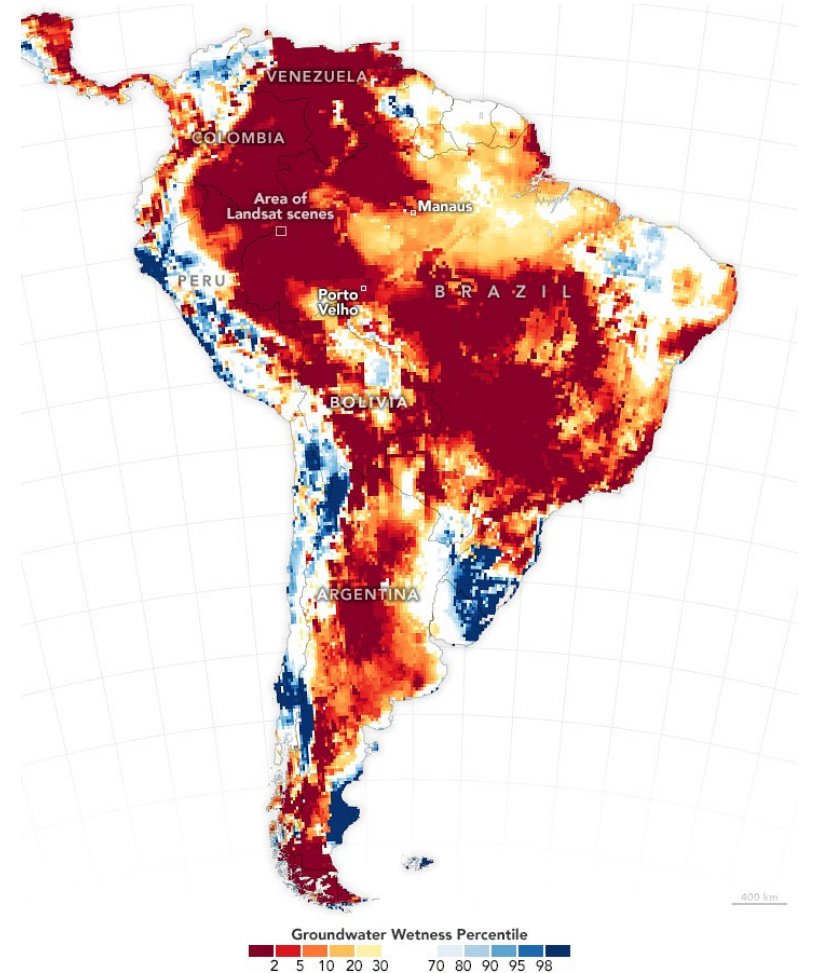 VENEZUELA
COLOMBIA
Area of
Landsat scenes
Manaus
PERU
Porto
Velho
BRAZIL
BOLIVIA
ARGENTINA
400 km
Groundwater Wetness Percentile
2 5 10 20 30 70 80 90 95 98